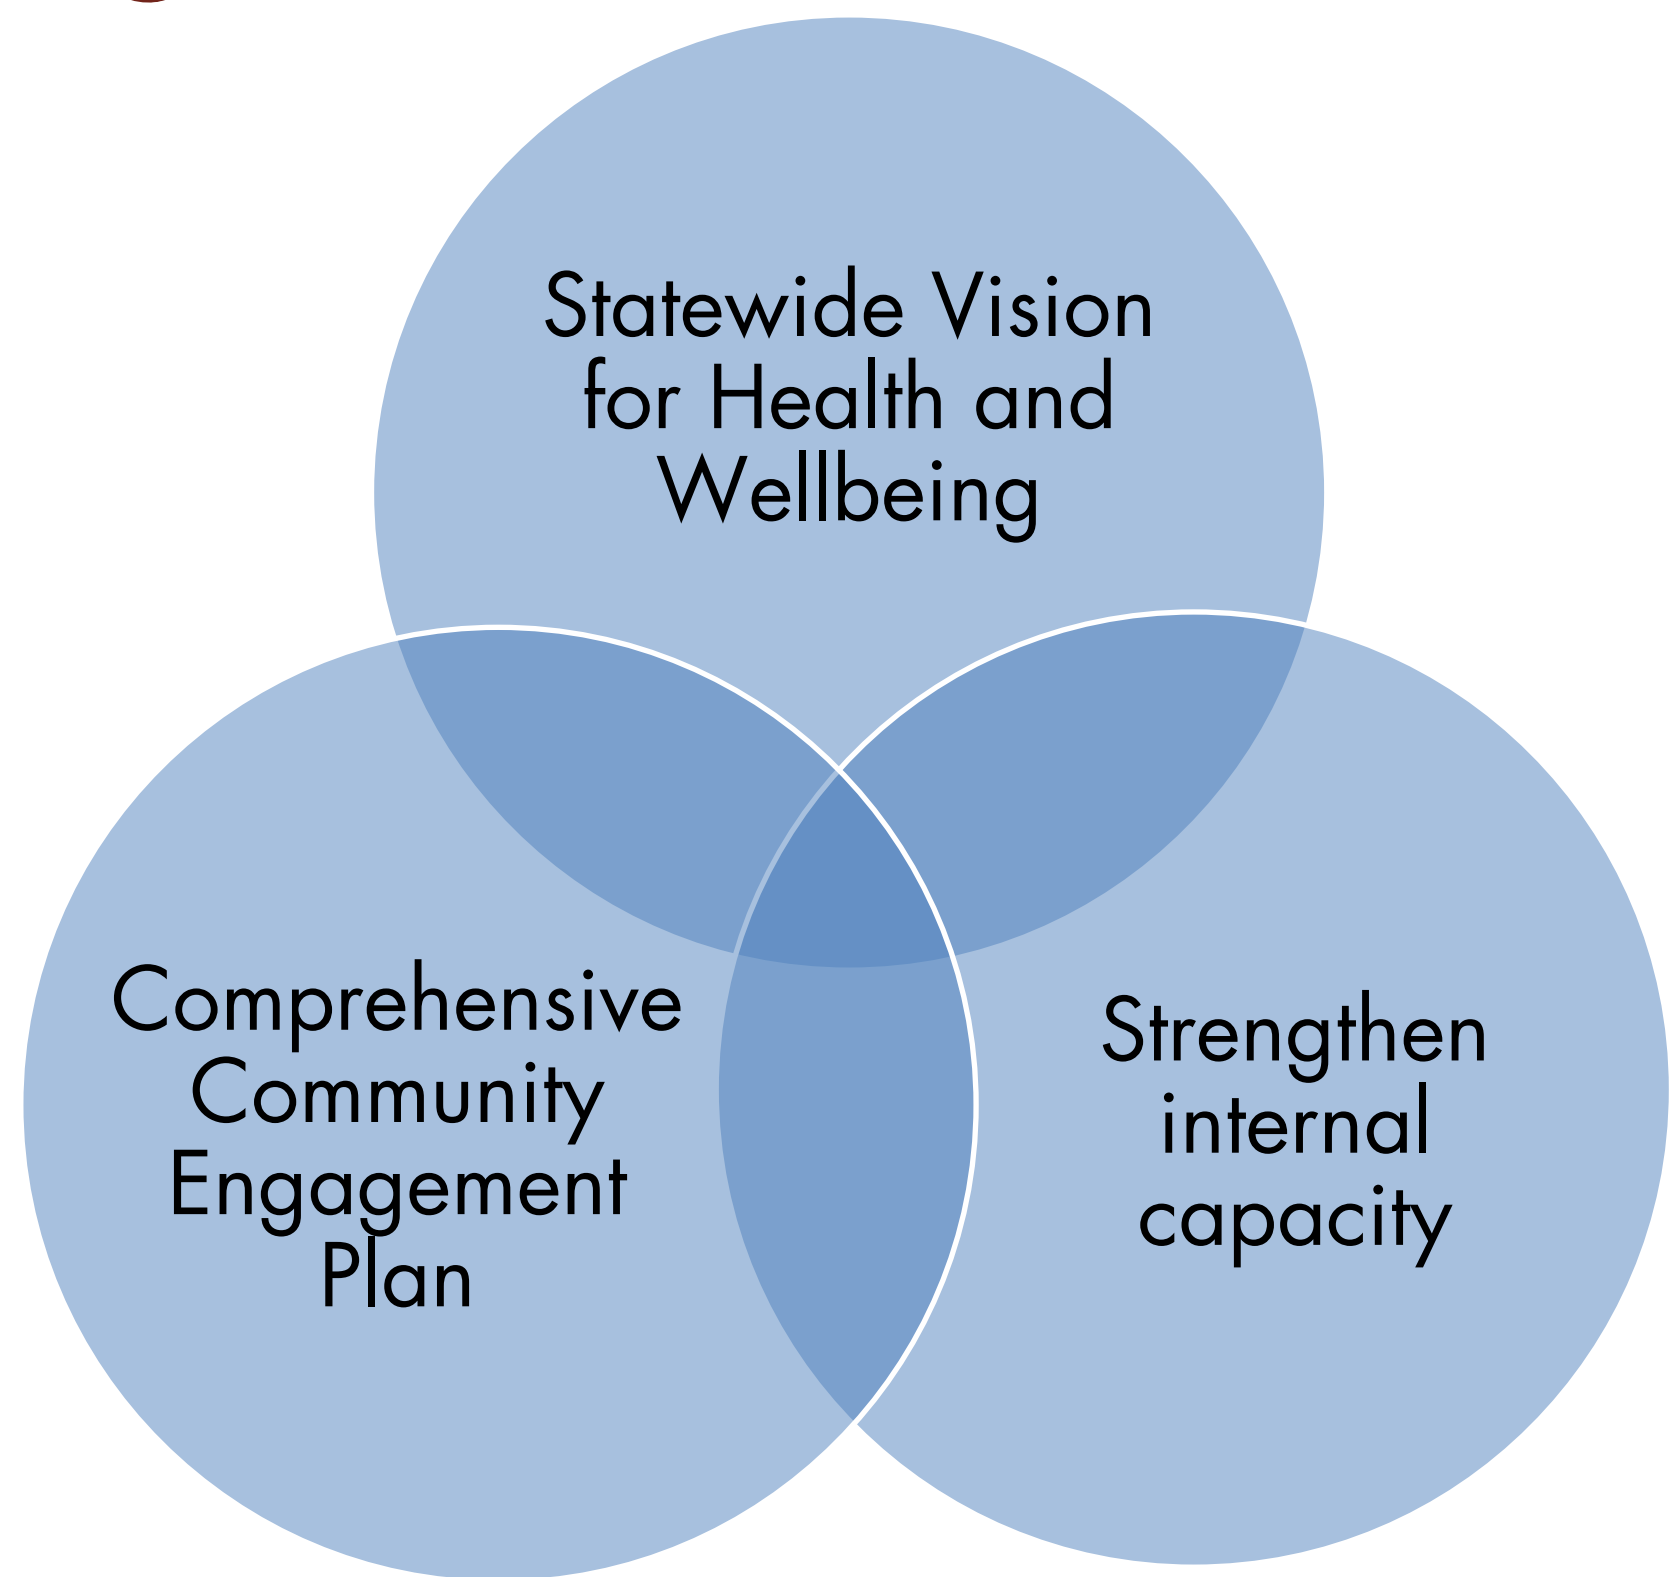 Statewide Vision
for Health and
Wellbeing
Comprehensive
Community
Engagement
Plan
Strengthen
internal
capacity